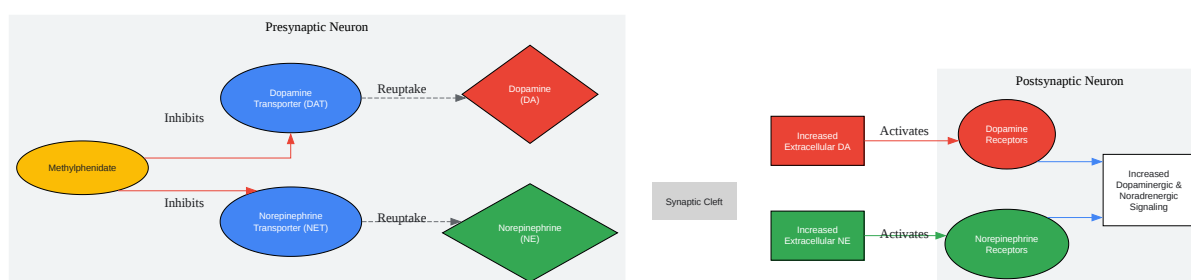 Presynaptic Neuron
Dopamine
Transporter (DAT)
Reuptake
Dopamine
(DA)
Inhibits
Methylphenidate
Inhibits
Norepinephrine
Transporter (NET)
Reuptake
Norepinephrine
(NE)
Synaptic Cleft
Increased
Extracellular DA
Activates
Increased
Extracellular NE
Activates
Postsynaptic Neuron
Dopamine
Receptors
Norepinephrine
Receptors
Increased
Dopaminergic &
Noradrenergic
Signaling